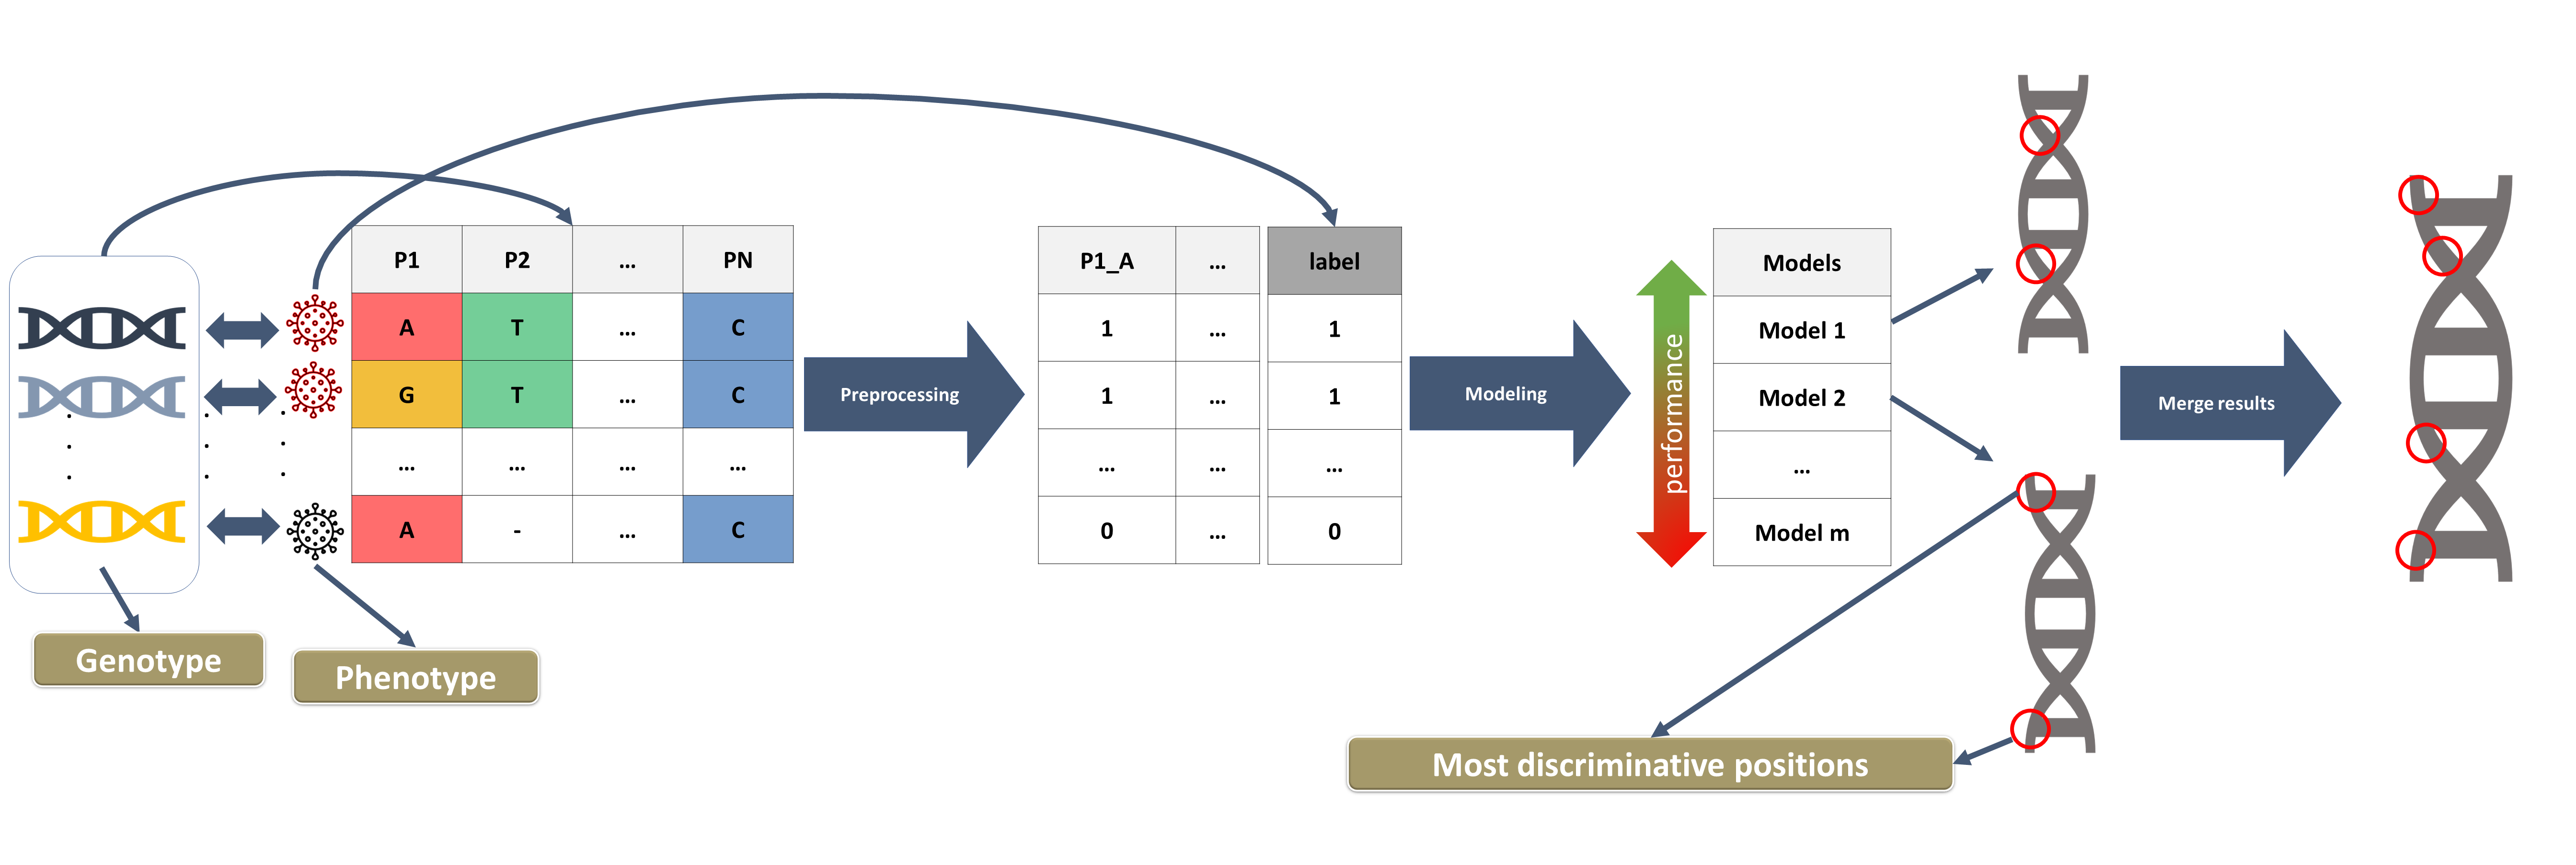 P1 P2 ... PN
A T ... C
G T ... C
... ... ... ...
A - ... C
Genotype
Phenotype
Preprocessing
P1_A ... label
1 ... 1
1 ... 1
... ... ...
0 ... 0
Modeling
performance
Models
Model 1
Model 2
...
Model m
Most discriminative positions
Merge results